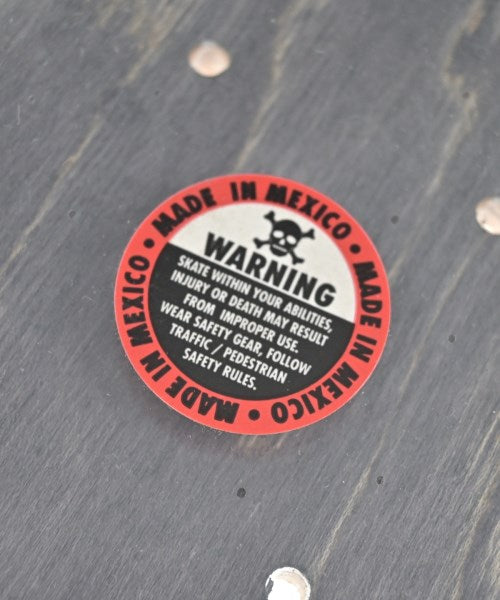 MADE IN MEXICO • MADE IN MEXICO • MADE IN MEXICO •
WARNING
SKATE WITHIN YOUR ABILITIES,
INJURY OR DEATH MAY RESULT
FROM IMPROPER USE.
WEAR SAFETY GEAR, FOLLOW
TRAFFIC / PEDESTRIAN
SAFETY RULES.